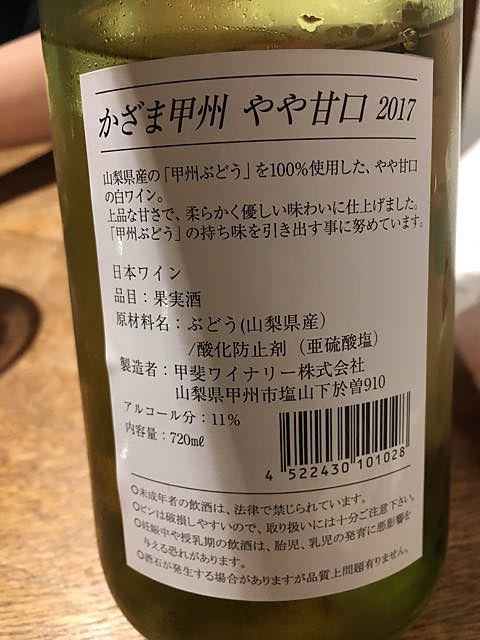 かざま甲州 やや甘口 2017
山梨県産の「甲州ぶどう」を100%使用した、やや甘口
の白ワイン。
上品な甘さで、柔らかく優しい味わいに仕上げました。
「甲州ぶどう」の持ち味を引き出す事に努めています。
日本ワイン
品目：果実酒
原材料名：ぶどう(山梨県産)
/酸化防止剤（亜硫酸塩）
製造者：甲斐ワイナリー株式会社
山梨県甲州市塩山下於曽910
アルコール分：11%
内容量：720mℓ
4 522430 101028
○未成年者の飲酒は、法律で禁じられています。
○ビンは破損しやすいので、取り扱いには十分ご注意下さい。
○妊娠中や授乳期の飲酒は、胎児、乳児の発育に悪影響を
与える恐れがあります。
○酒石が発生する場合がありますが品質上問題有りません。